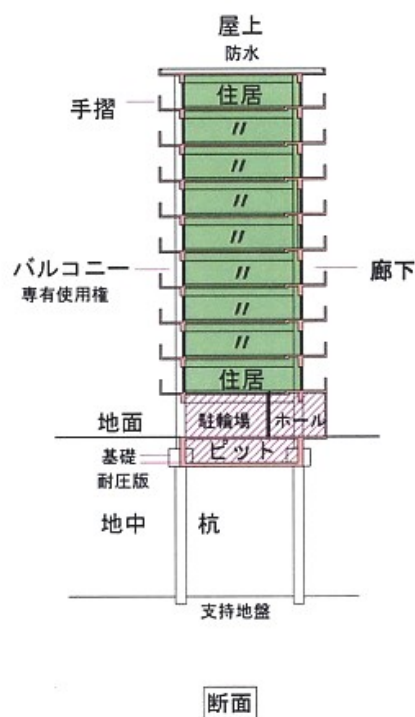 屋上
防水
手摺
住居
〃
〃
〃
〃
〃
〃
〃
住居
バルコニー
専有使用権
廊下
地面
駐輪場
ホール
基礎
ピット
耐圧版
地中
杭
支持地盤
断面